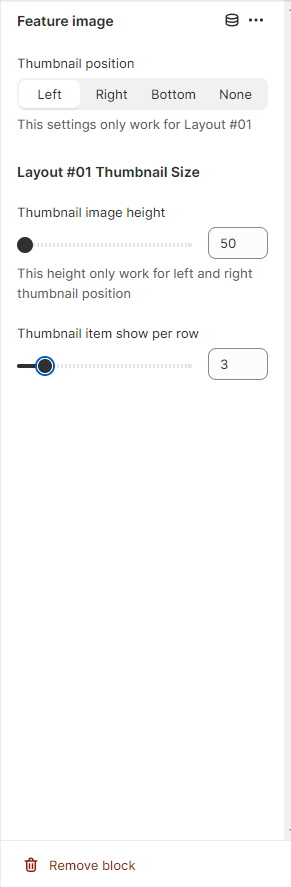 Feature image
Thumbnail position
Left Right Bottom None
This settings only work for Layout #01
Layout #01 Thumbnail Size
Thumbnail image height
50
This height only work for left and right
thumbnail position
Thumbnail item show per row
3
Remove block